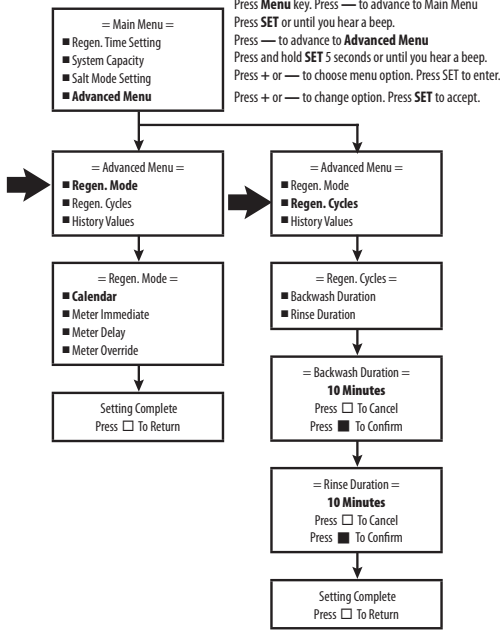 Press Menu key. Press — to advance to Main Menu
Press SET or until you hear a beep.
Press — to advance to Advanced Menu
Press and hold SET 5 seconds or until you hear a beep.
Press + or — to choose menu option. Press SET to enter.
Press + or — to change option. Press SET to accept.
= Main Menu =
■ Regen. Time Setting
■ System Capacity
■ Salt Mode Setting
■ Advanced Menu
= Advanced Menu =
■ Regen. Mode
■ Regen. Cycles
■ History Values
= Regen. Mode =
■ Calendar
■ Meter Immediate
■ Meter Delay
■ Meter Override
Setting Complete
Press □ To Return
= Advanced Menu =
■ Regen. Mode
■ Regen. Cycles
■ History Values
= Regen. Cycles =
■ Backwash Duration
■ Rinse Duration
= Backwash Duration =
10 Minutes
Press □ To Cancel
Press ■ To Confirm
= Rinse Duration =
10 Minutes
Press □ To Cancel
Press ■ To Confirm
Setting Complete
Press □ To Return